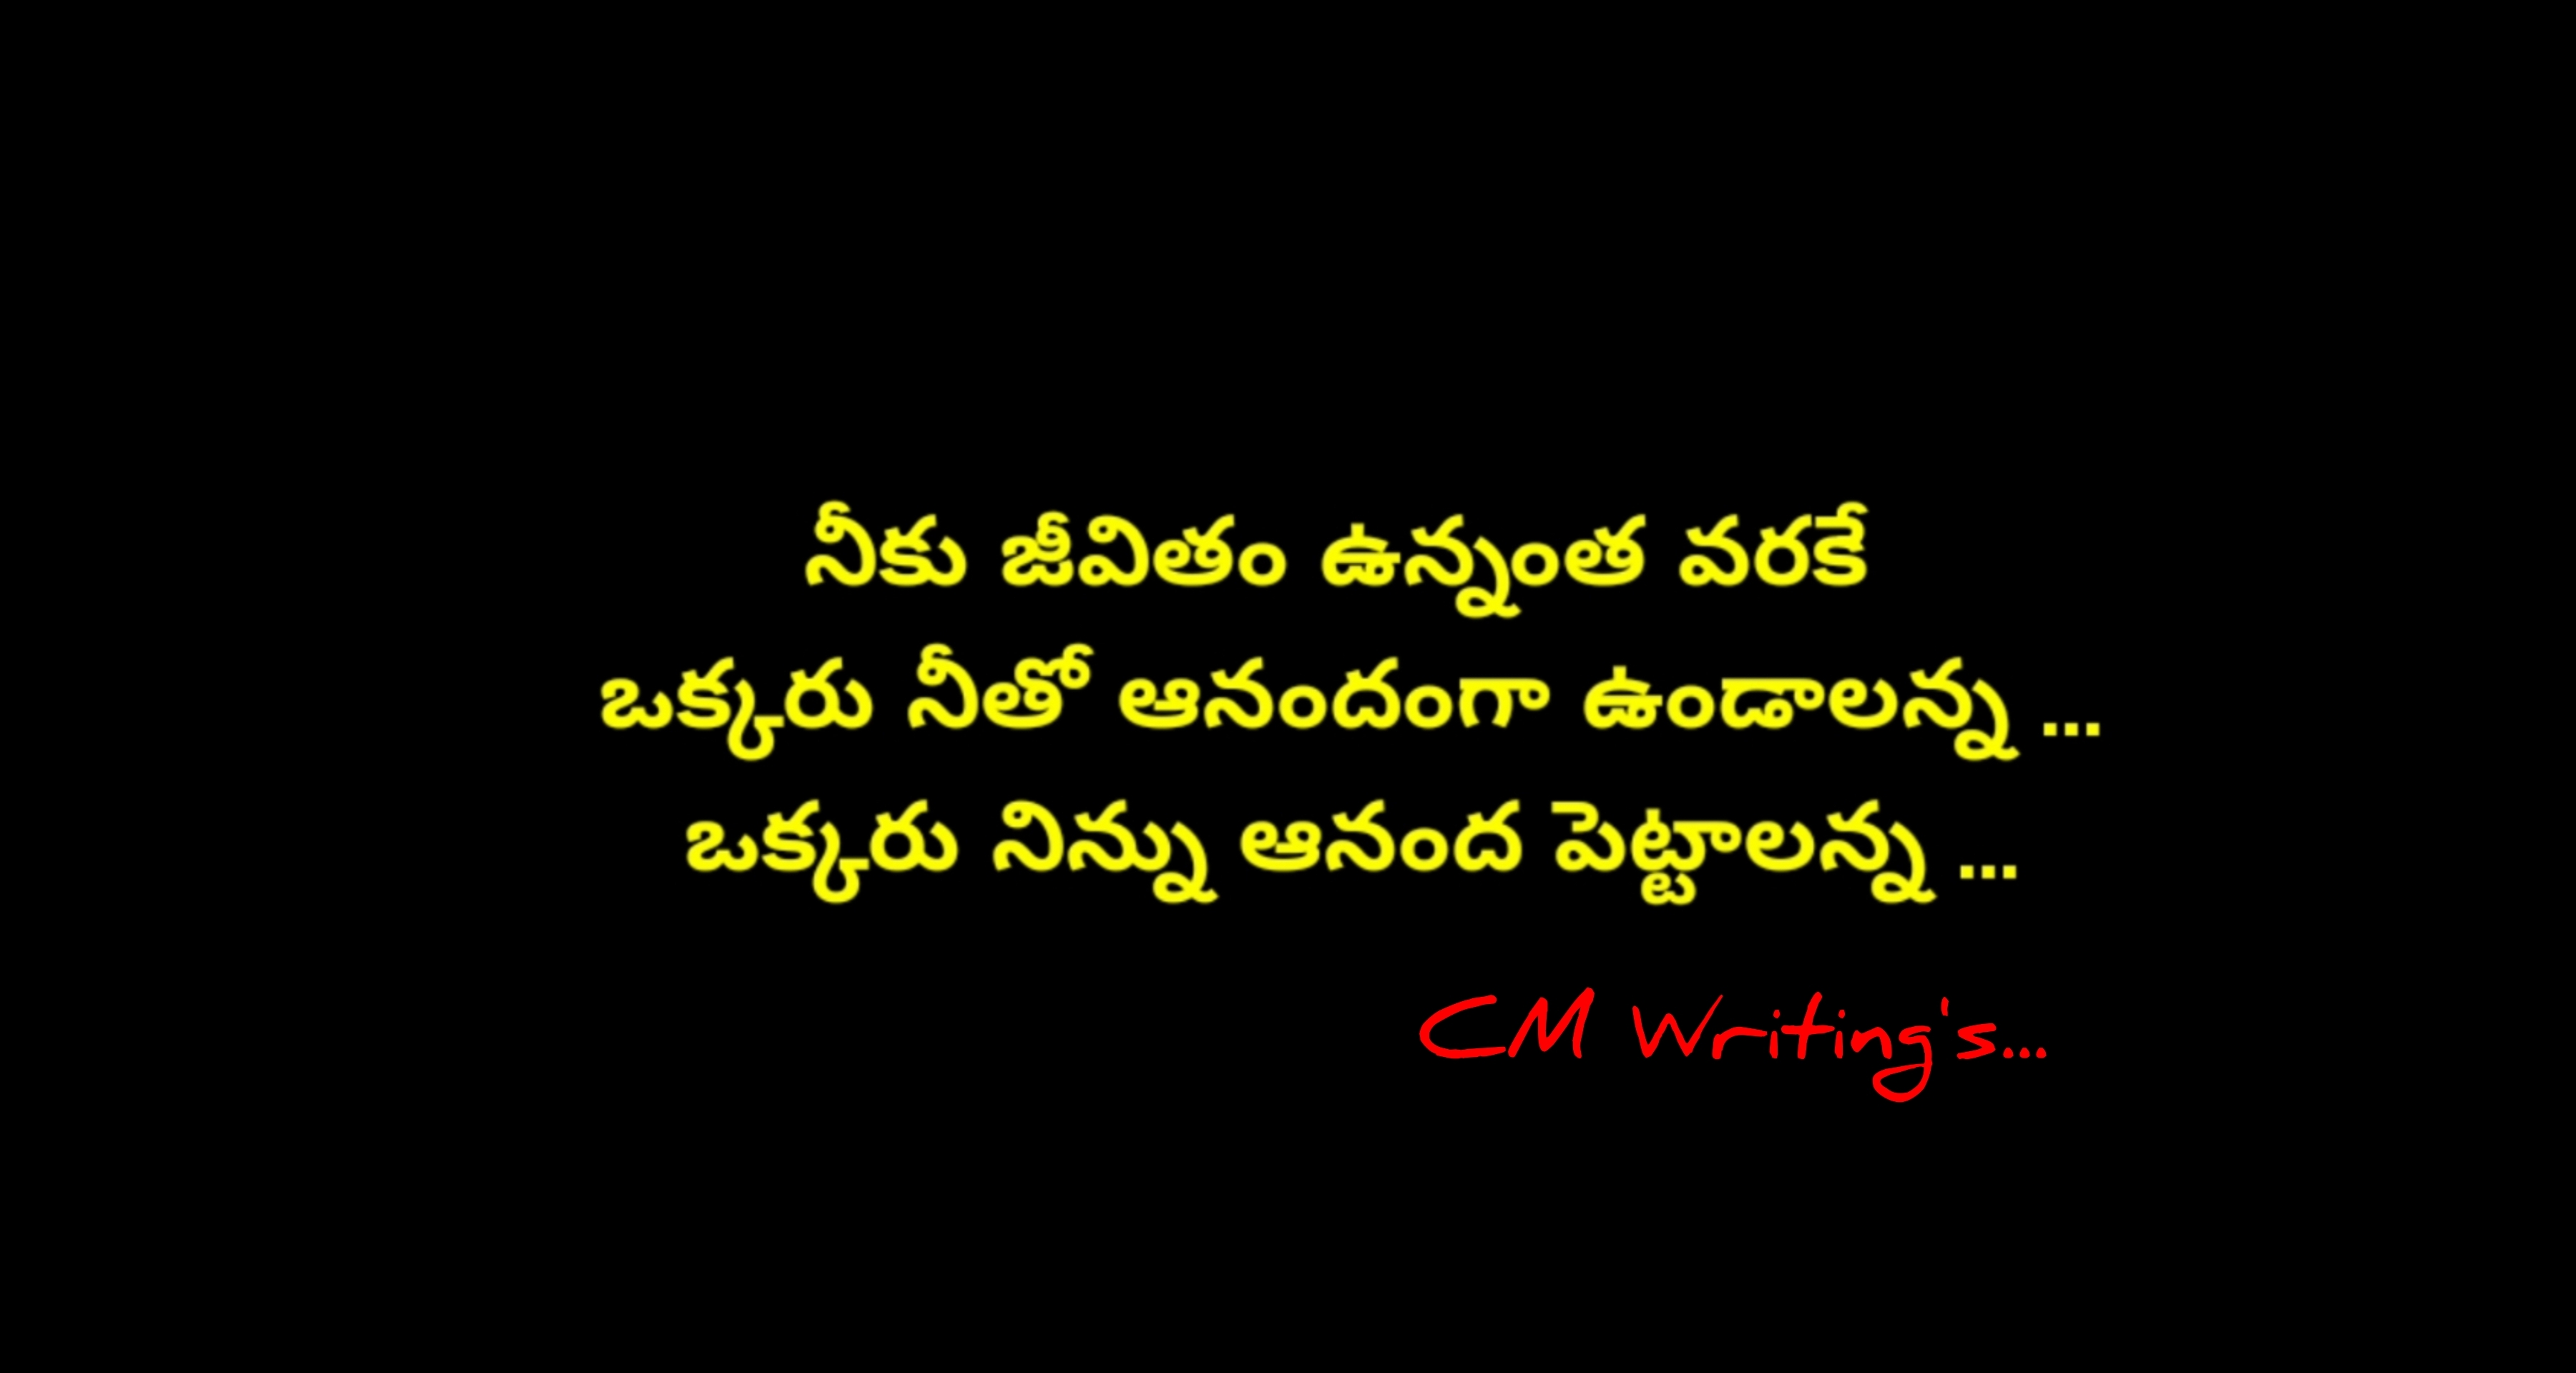 నీకు జీవితం ఉన్నంత వరకే
ఒక్కరు నీతో ఆనందంగా ఉండాలన్న ...
ఒక్కరు నిన్ను ఆనంద పెట్టాలన్న ...
CM Writing's...